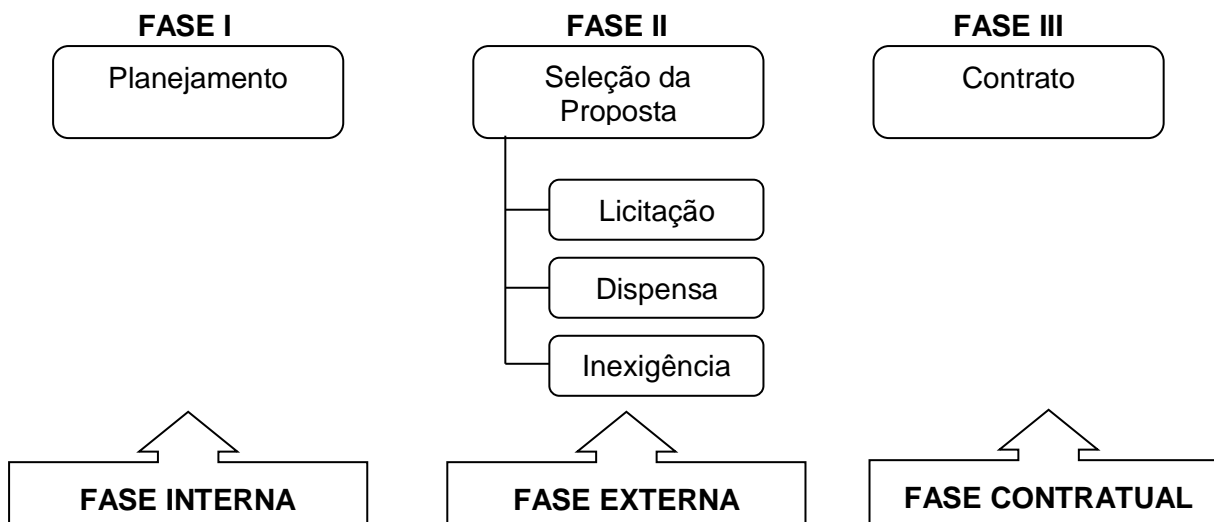 FASE I
FASE II
FASE III
Planejamento
Seleção da
Proposta
Contrato
Licitação
Dispensa
Inexigência
FASE INTERNA
FASE EXTERNA
FASE CONTRATUAL